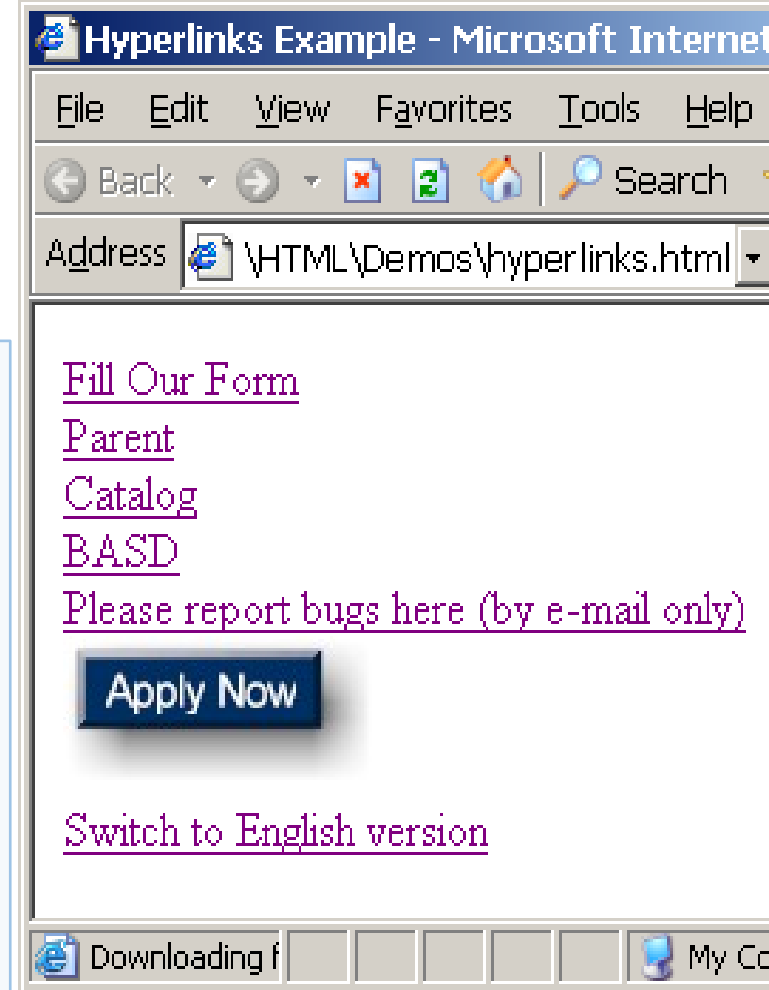 Hyperlinks Example - Microsoft Internet
File Edit View Favorites Tools Help
Back Search
Address \HTML\Demos\hyperlinks.html
Fill Our Form
Parent
Catalog
BASD
Please report bugs here (by e-mail only)
Apply Now
Switch to English version
Downloading f My Co